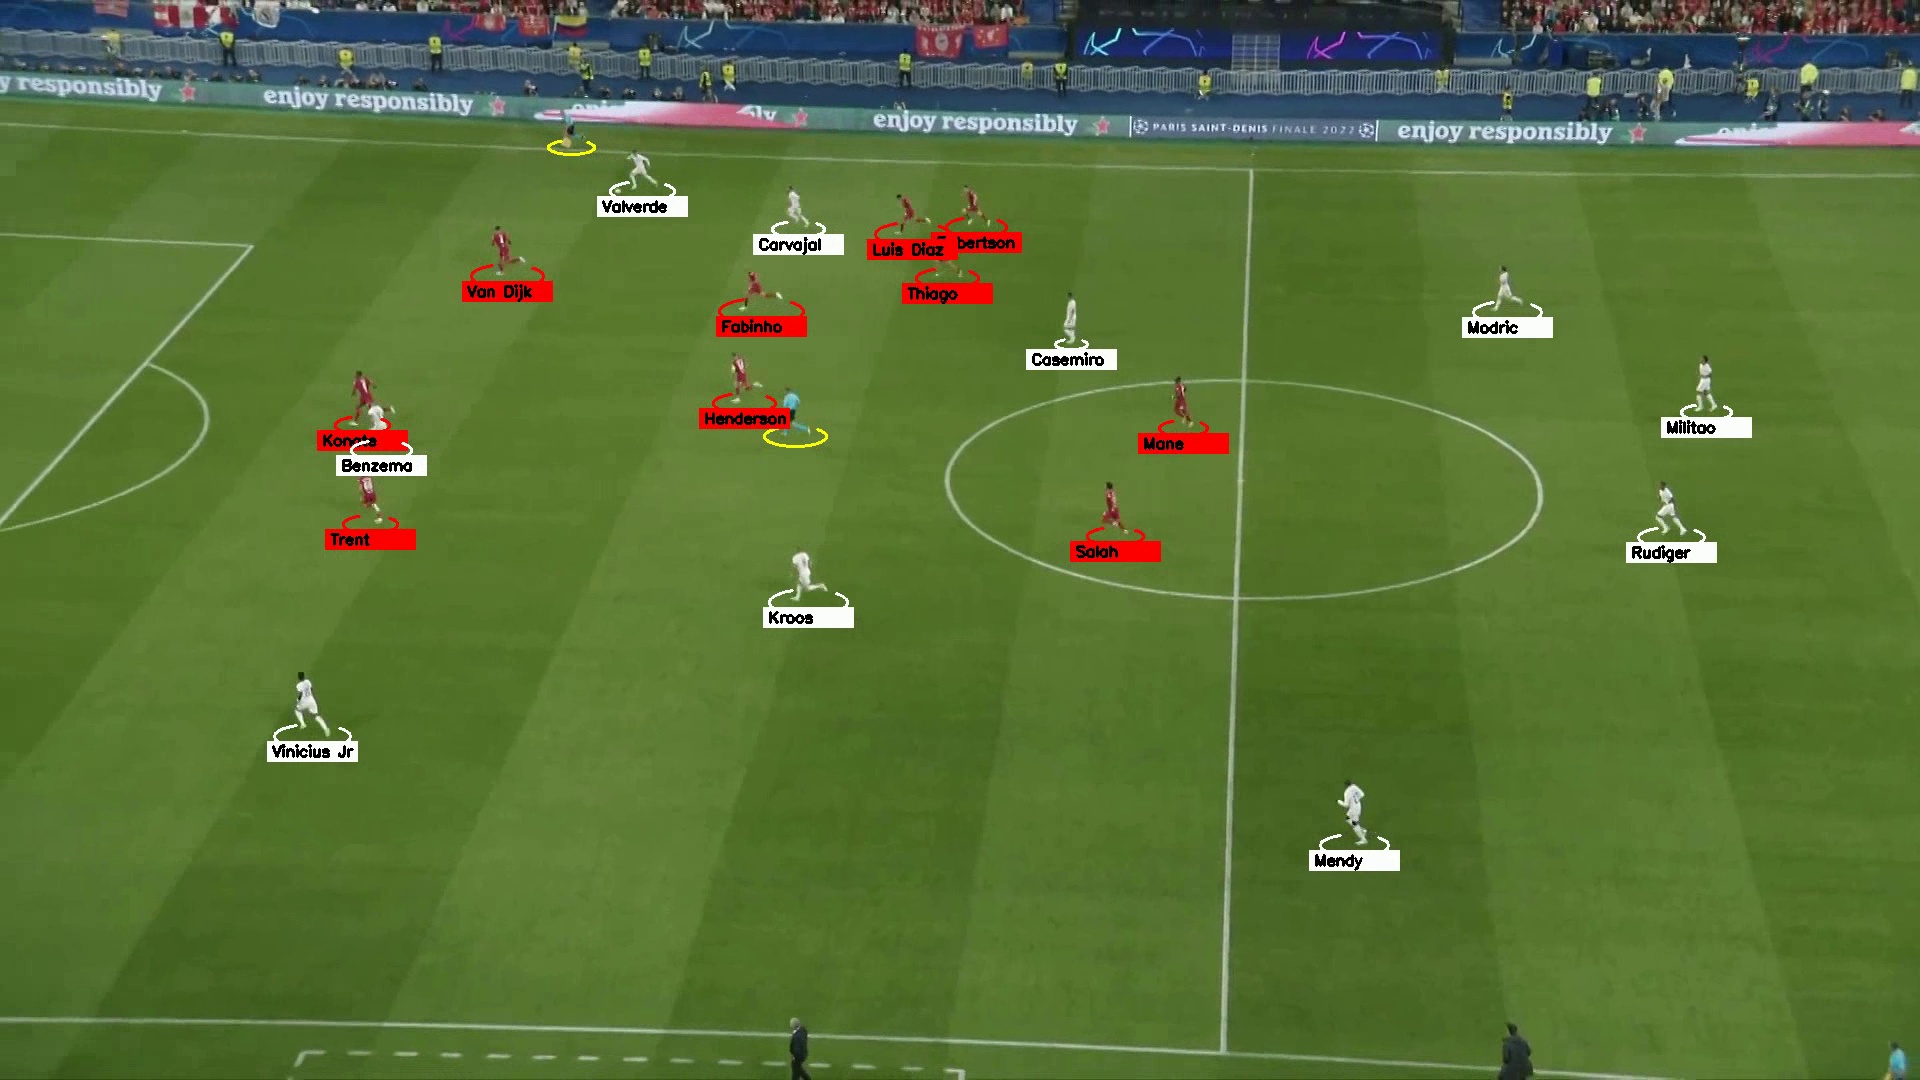 y responsibly
enjoy responsibly
enjoy responsibly
PARIS SAINT-DENIS FINALE 2022
enjoy responsibly
Valverde
Carvajal
Luis Diaz
bertson
Van Dijk
Thiago
Fabinho
Modric
Casemiro
Henderson
Militao
Konate
Mane
Benzema
Trent
Salah
Rudiger
Kroos
Vinicius Jr
Mendy